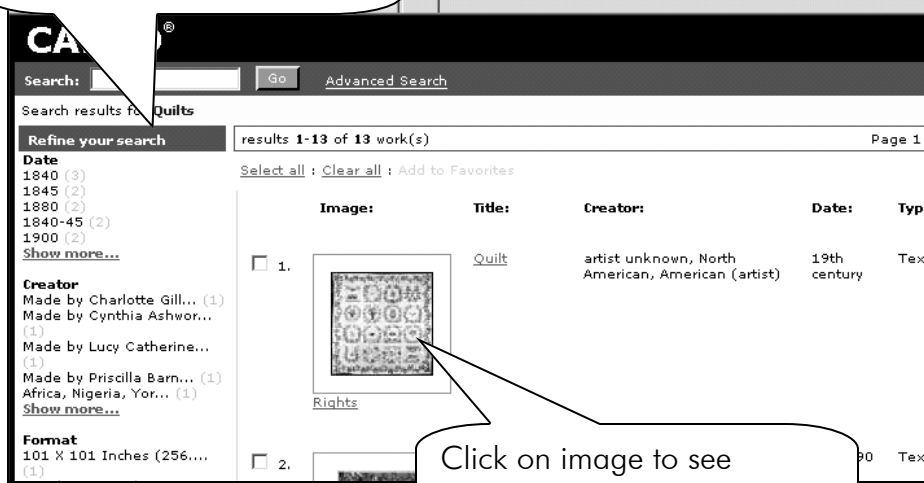 CA ®
Search: Go Advanced Search
Search results fo Quilts
Refine your search
results 1-13 of 13 work(s) Page 1
Date
1840 (3)
1845 (2)
1880 (2)
1840-45 (2)
1900 (2)
Show more...
Select all : Clear all : Add to Favorites
Image: Title: Creator: Date: Typ
1. Quilt artist unknown, North 19th Tex
American, American (artist) century
Rights
Creator
Made by Charlotte Gill... (1)
Made by Cynthia Ashwor...
(1)
Made by Lucy Catherine...
(1)
Made by Priscilla Barn... (1)
Africa, Nigeria, Yor... (1)
Show more...
Format
101 X 101 Inches (256....
(1)
2. 90 Tex
Click on image to see